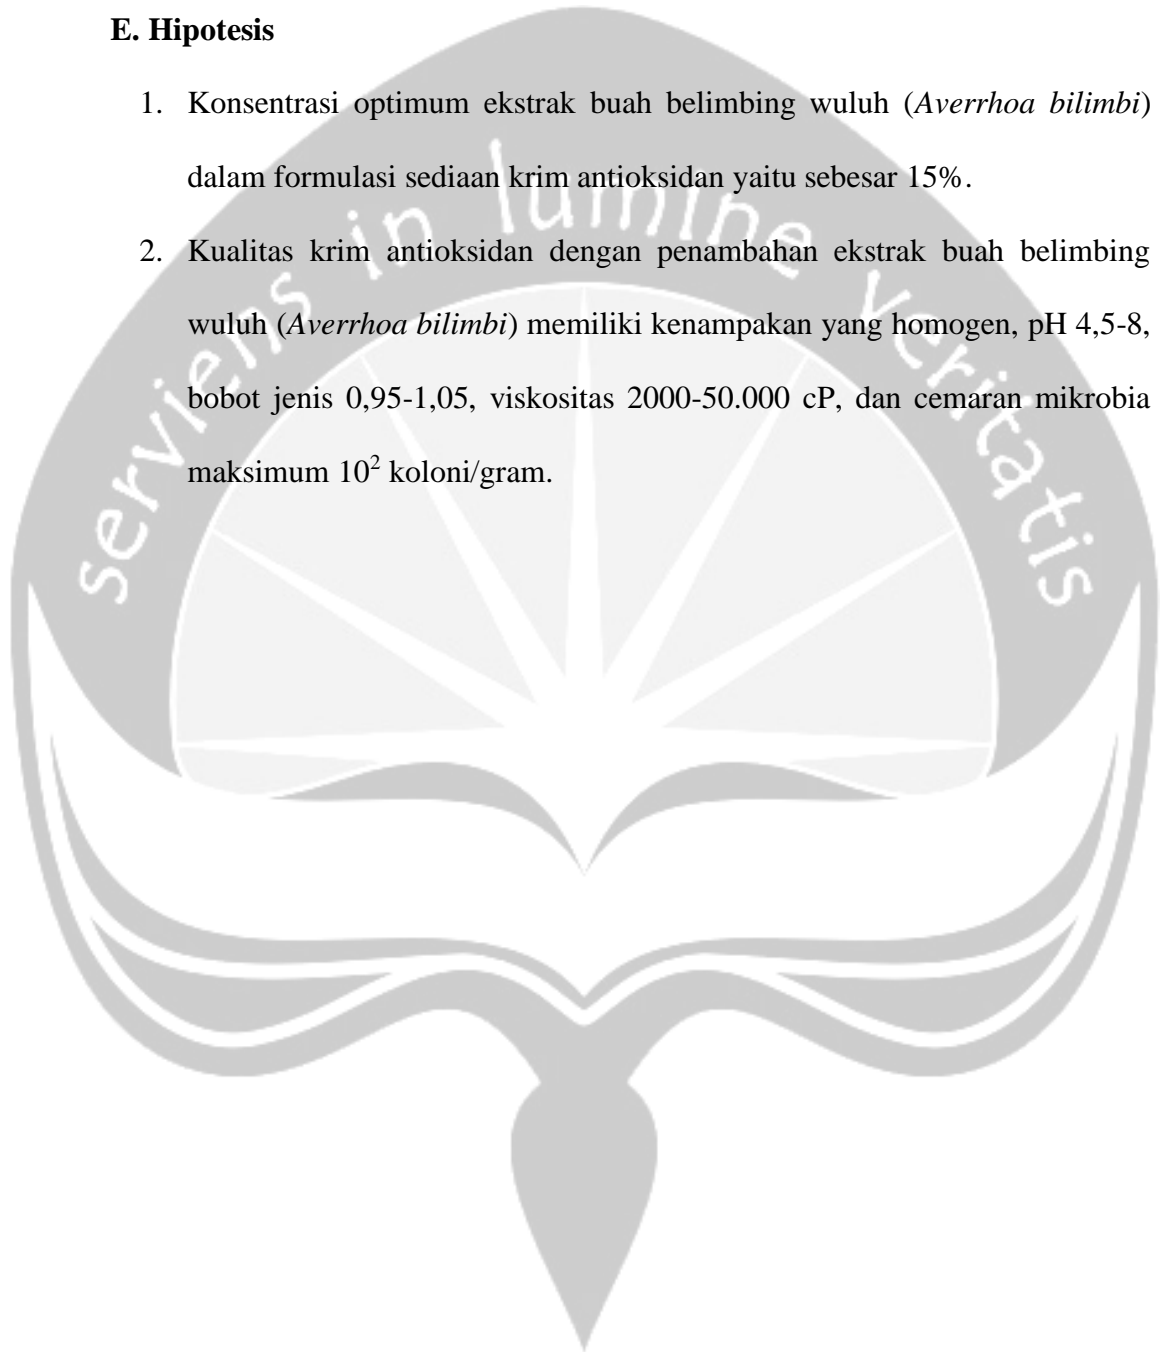 E. Hipotesis
1. Konsentrasi optimum ekstrak buah belimbing wuluh (Averrhoa bilimbi)
dalam formulasi sediaan krim antioksidan yaitu sebesar 15%.
2. Kualitas krim antioksidan dengan penambahan ekstrak buah belimbing
wuluh (Averrhoa bilimbi) memiliki kenampakan yang homogen, pH 4,5-8,
bobot jenis 0,95-1,05, viskositas 2000-50.000 cP, dan cemaran mikrobia
maksimum 10² koloni/gram.
serviens in lumine veritatis